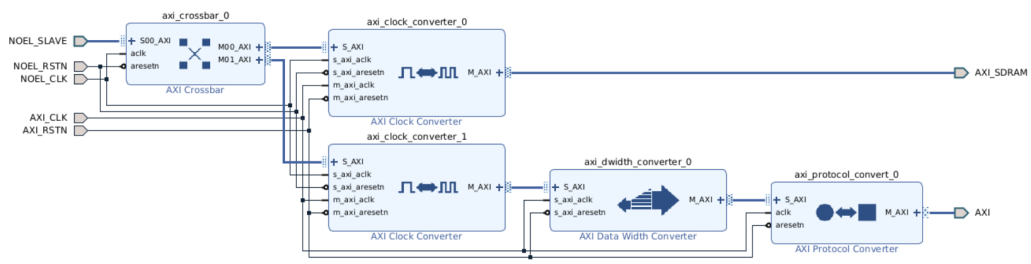 axi_crossbar_0
NOEL_SLAVE
NOEL_RSTN
NOEL_CLK
AXI_CLK
AXI_RSTN
S00_AXI
aclk
aresetn
M00_AXI
M01_AXI
AXI Crossbar
axi_clock_converter_0
S_AXI
s_axi_aclk
s_axi_aresetn
m_axi_aclk
m_axi_aresetn
M_AXI
AXI Clock Converter
AXI_SDRAM
axi_clock_converter_1
S_AXI
s_axi_aclk
s_axi_aresetn
m_axi_aclk
m_axi_aresetn
M_AXI
AXI Clock Converter
axi_dwidth_converter_0
S_AXI
s_axi_aclk
s_axi_aresetn
M_AXI
AXI Data Width Converter
axi_protocol_convert_0
S_AXI
aclk
aresetn
M_AXI
AXI Protocol Converter
AXI